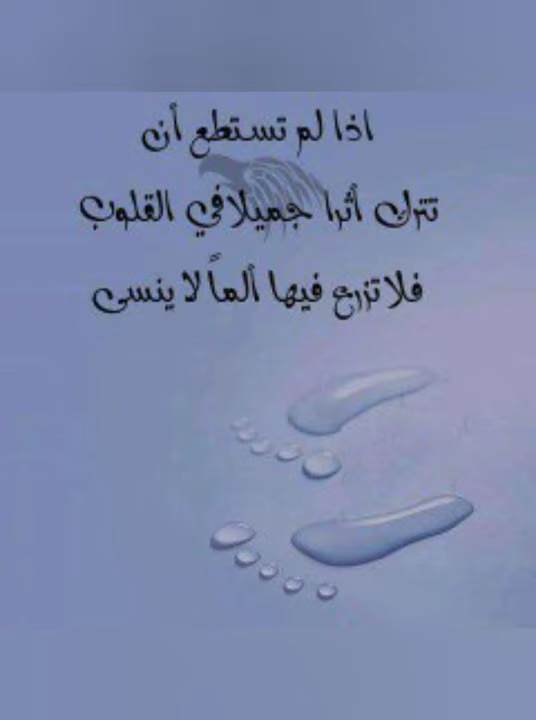 اذا لم تستطع أن
تترك أثرا جميلا في القلوب
فلا تزرع فيها ألماً لا ينسى